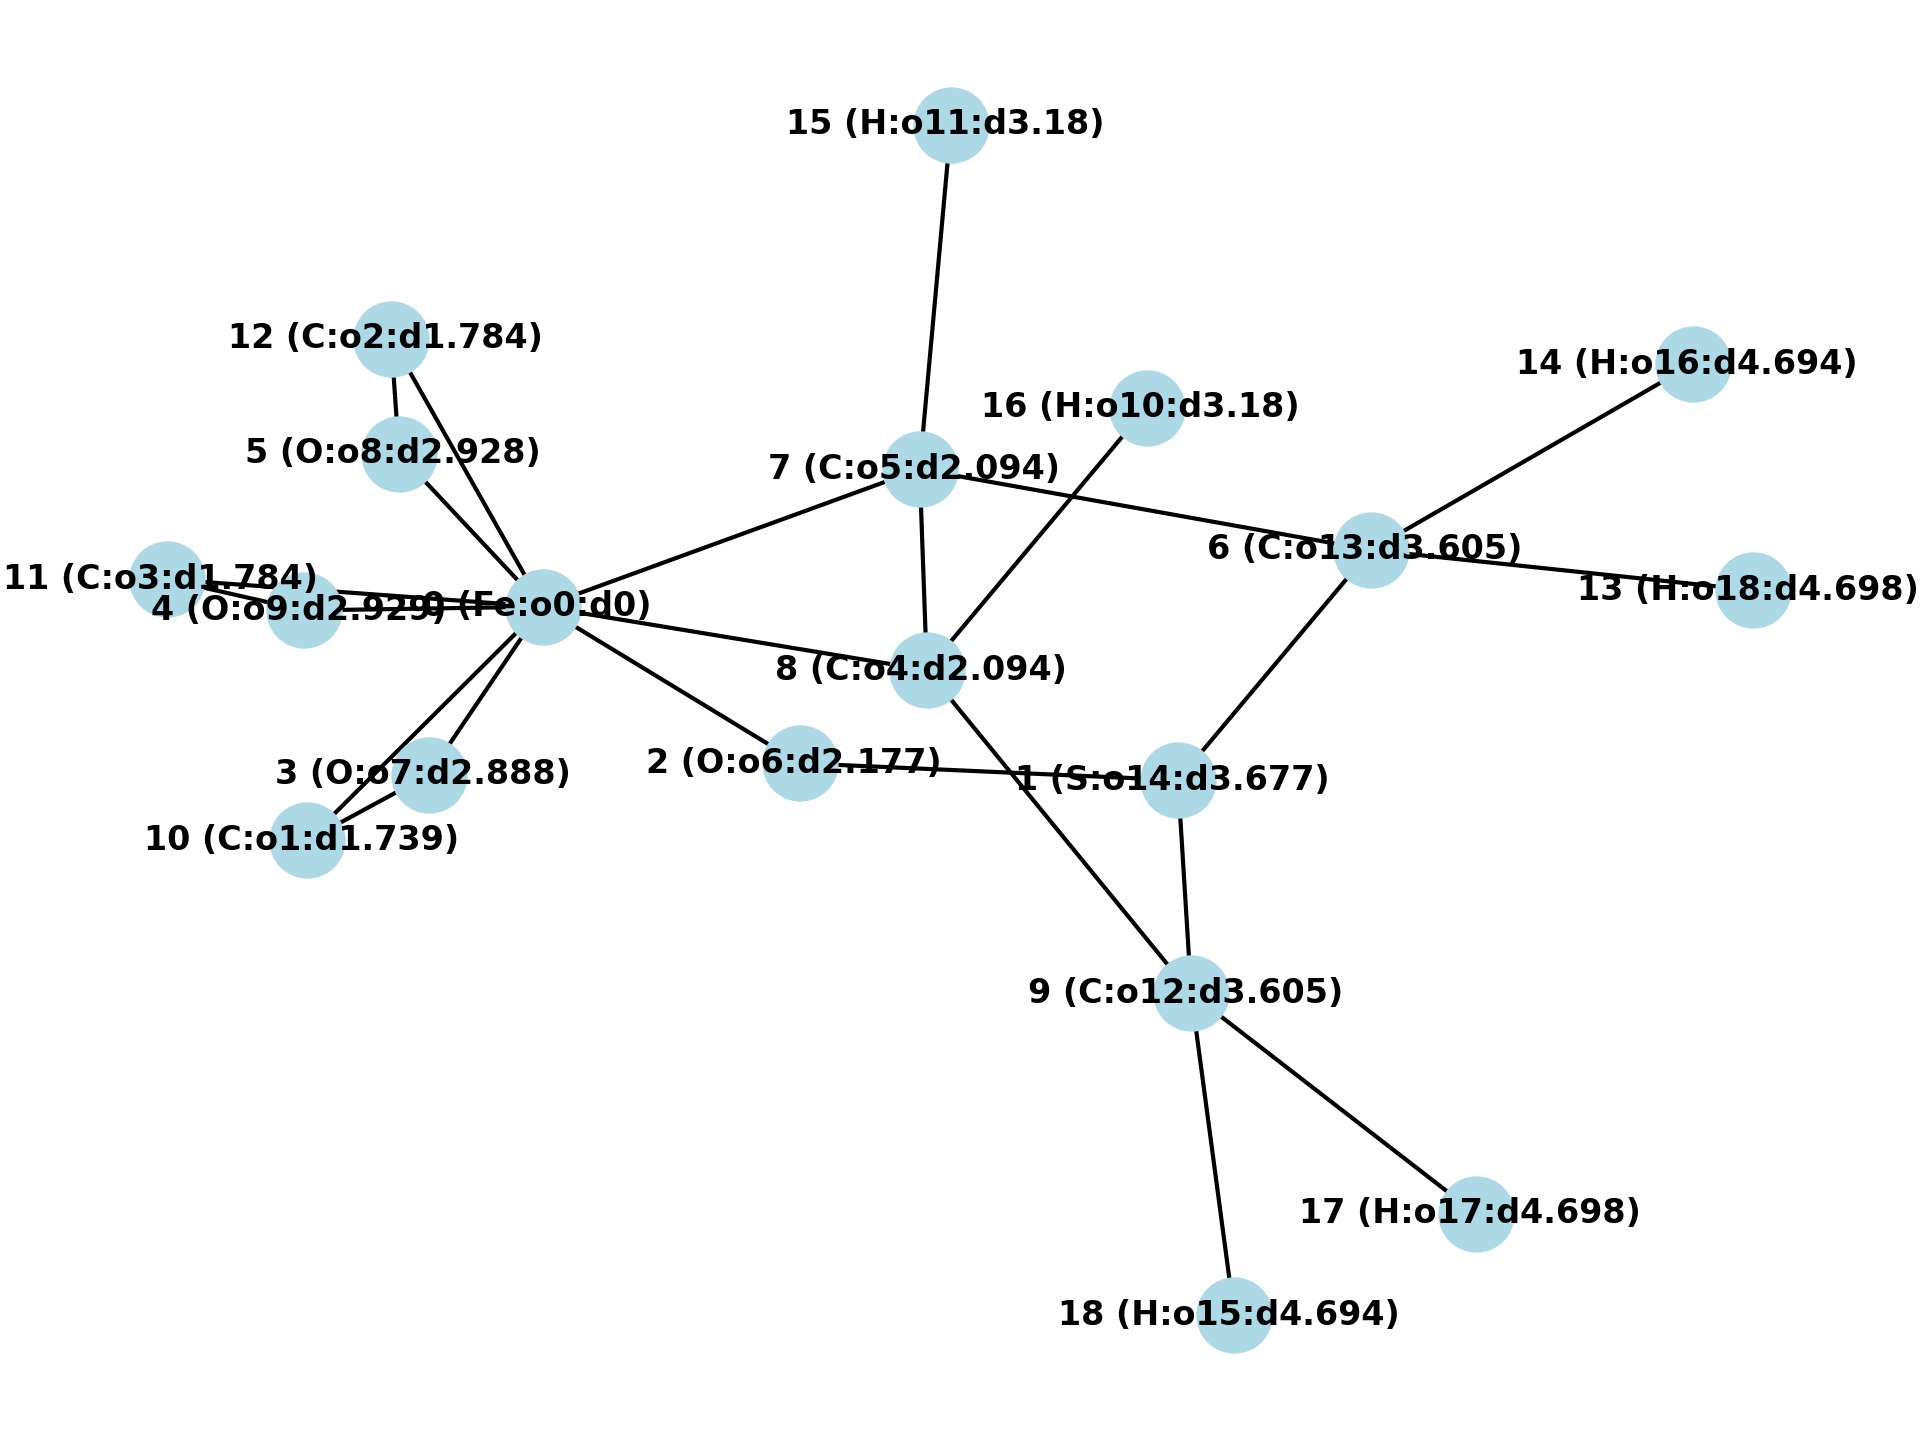 15 (H:o11:d3.18)
12 (C:o2:d1.784)
14 (H:o16:d4.694)
16 (H:o10:d3.18)
5 (O:o8:d2.928)
7 (C:o5:d2.094)
6 (C:o13:d3.605)
11 (C:o3:d1.784)
13 (H:o18:d4.698)
4 (O:o9:d2.929)
0 (Fe:o0:d0)
8 (C:o4:d2.094)
2 (O:o6:d2.177)
3 (O:o7:d2.888)
1 (S:o14:d3.677)
10 (C:o1:d1.739)
9 (C:o12:d3.605)
17 (H:o17:d4.698)
18 (H:o15:d4.694)